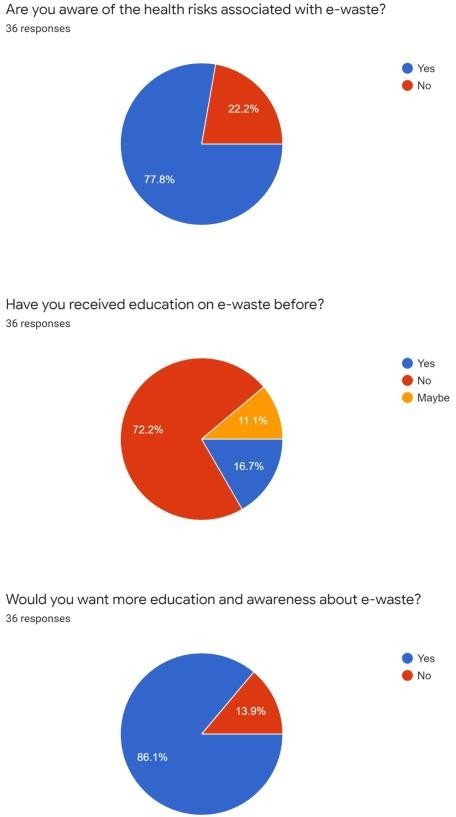 Are you aware of the health risks associated with e-waste?
36 responses
Yes
No
22.2%
77.8%
Have you received education on e-waste before?
36 responses
Yes
No
Maybe
72.2%
11.1%
16.7%
Would you want more education and awareness about e-waste?
36 responses
Yes
No
13.9%
86.1%